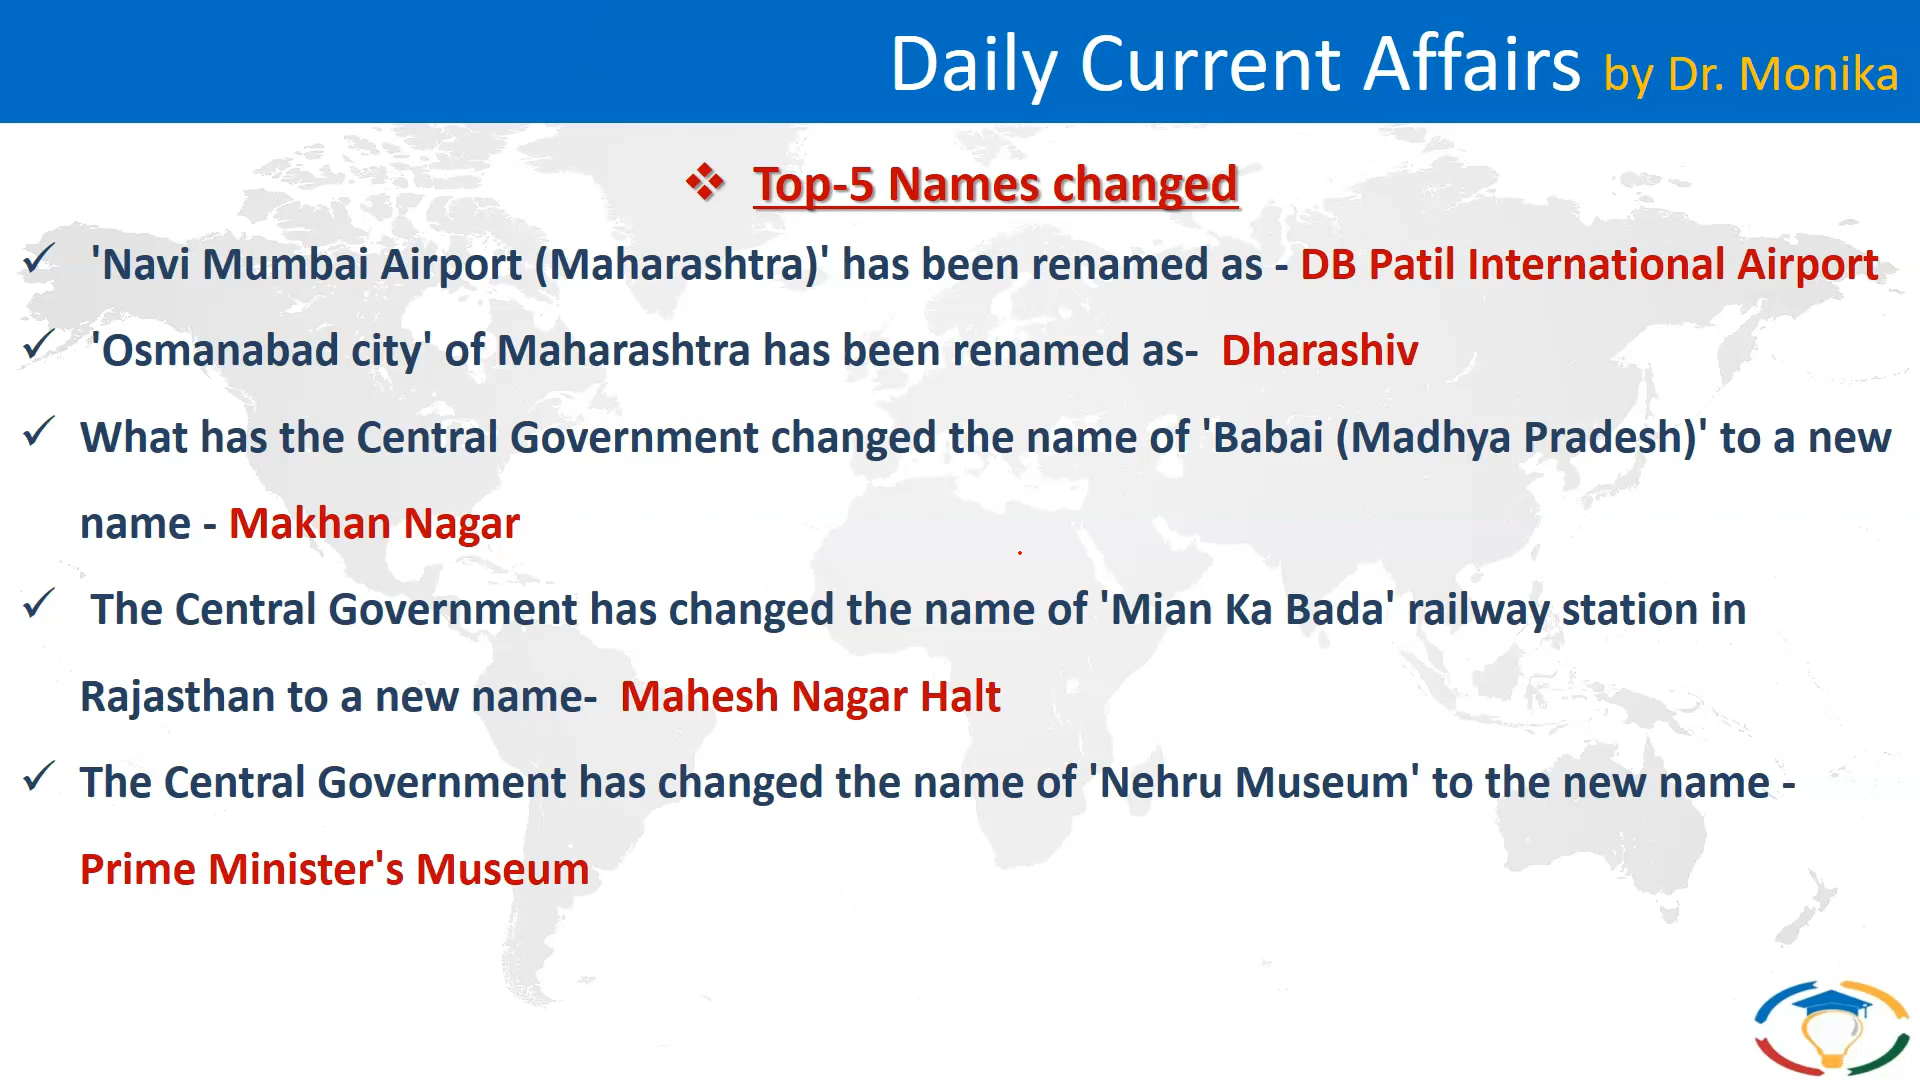 Daily Current Affairs by Dr. Monika
❖ Top-5 Names changed
✓ 'Navi Mumbai Airport (Maharashtra)' has been renamed as - DB Patil International Airport
✓ 'Osmanabad city' of Maharashtra has been renamed as- Dharashiv
✓ What has the Central Government changed the name of 'Babai (Madhya Pradesh)' to a new
name - Makhan Nagar
✓ The Central Government has changed the name of 'Mian Ka Bada' railway station in
Rajasthan to a new name- Mahesh Nagar Halt
✓ The Central Government has changed the name of 'Nehru Museum' to the new name -
Prime Minister's Museum